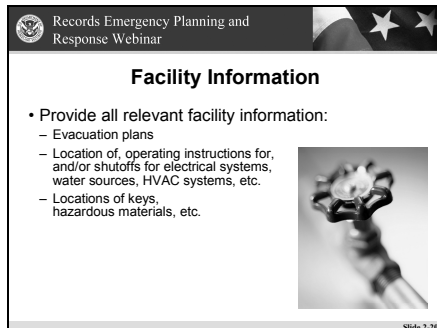 Records Emergency Planning and
Response Webinar
Facility Information
• Provide all relevant facility information:
– Evacuation plans
– Location of, operating instructions for,
and/or shutoffs for electrical systems,
water sources, HVAC systems, etc.
– Locations of keys,
hazardous materials, etc.